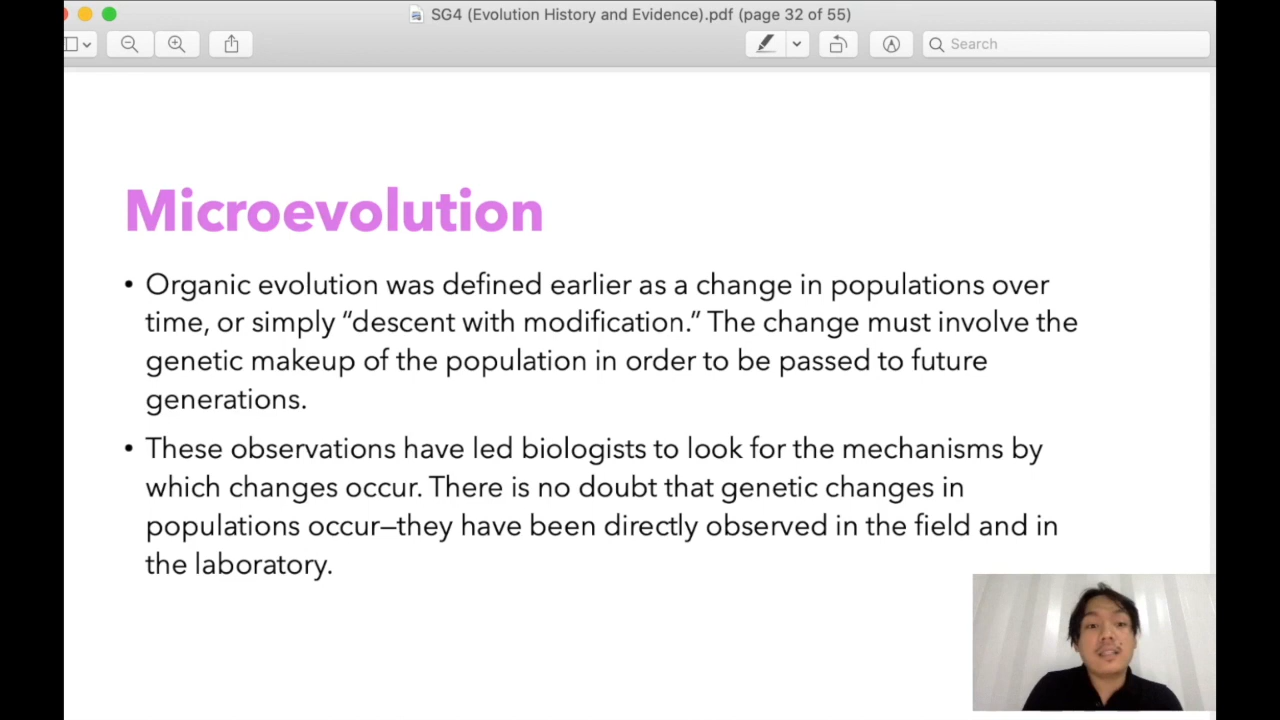 SG4 (Evolution History and Evidence).pdf (page 32 of 55)
Search
Microevolution
• Organic evolution was defined earlier as a change in populations over
time, or simply “descent with modification.” The change must involve the
genetic makeup of the population in order to be passed to future
generations.
• These observations have led biologists to look for the mechanisms by
which changes occur. There is no doubt that genetic changes in
populations occur—they have been directly observed in the field and in
the laboratory.